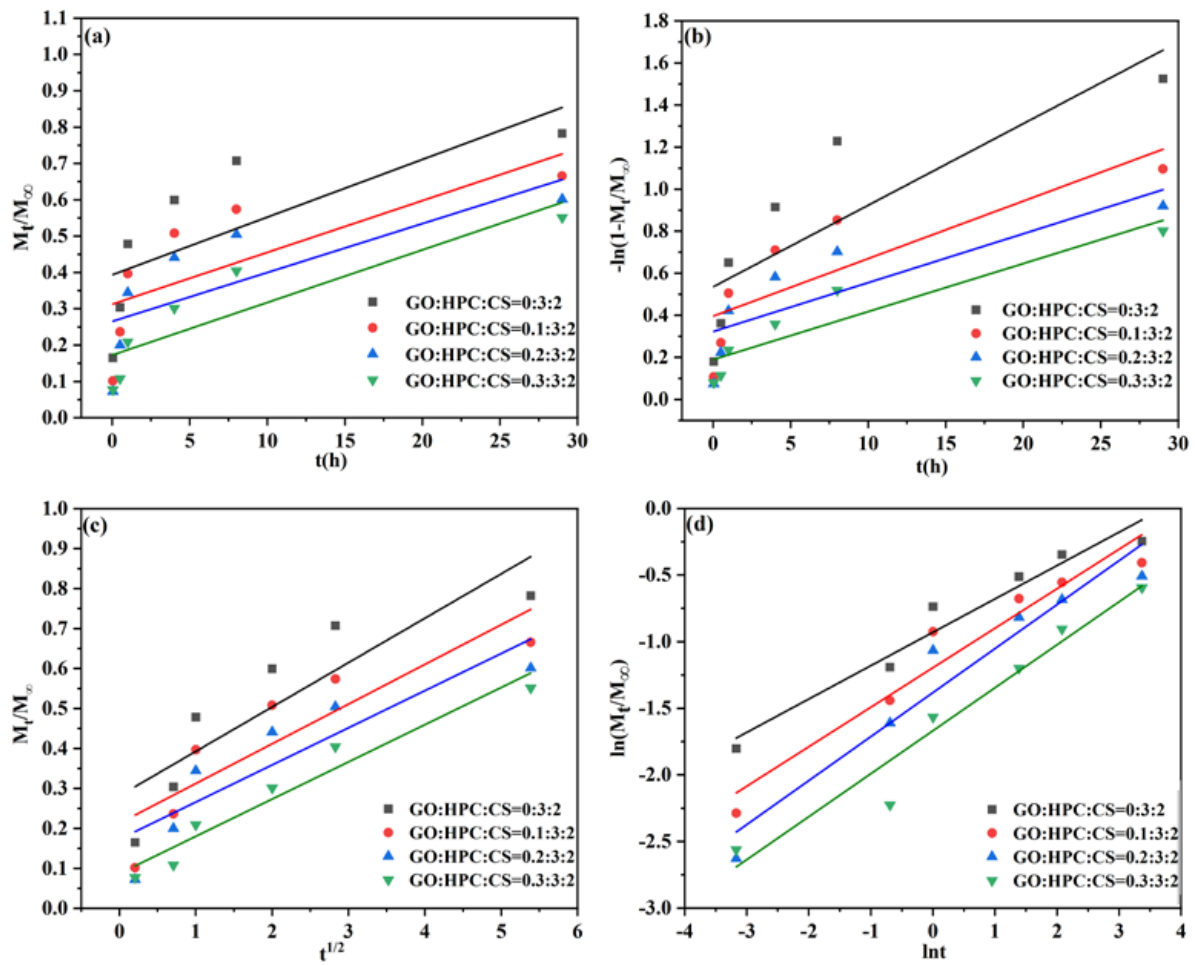 (a)
1.1
1.0
0.9
0.8
0.7
0.6
0.5
0.4
0.3
0.2
0.1
0.0
Mt/M∞
GO:HPC:CS=0:3:2
GO:HPC:CS=0.1:3:2
GO:HPC:CS=0.2:3:2
GO:HPC:CS=0.3:3:2
0 5 10 15 20 25 30
t(h)
(b)
1.8
1.6
1.4
1.2
1.0
0.8
0.6
0.4
0.2
0.0
-ln(1-Mt/M∞)
GO:HPC:CS=0:3:2
GO:HPC:CS=0.1:3:2
GO:HPC:CS=0.2:3:2
GO:HPC:CS=0.3:3:2
0 5 10 15 20 25 30
t(h)
(c)
1.0
0.9
0.8
0.7
0.6
0.5
0.4
0.3
0.2
0.1
0.0
Mt/M∞
GO:HPC:CS=0:3:2
GO:HPC:CS=0.1:3:2
GO:HPC:CS=0.2:3:2
GO:HPC:CS=0.3:3:2
0 1 2 3 4 5 6
t^1/2
(d)
0.0
-0.5
-1.0
-1.5
-2.0
-2.5
-3.0
ln(Mt/M∞)
GO:HPC:CS=0:3:2
GO:HPC:CS=0.1:3:2
GO:HPC:CS=0.2:3:2
GO:HPC:CS=0.3:3:2
-4 -3 -2 -1 0 1 2 3 4
lnt